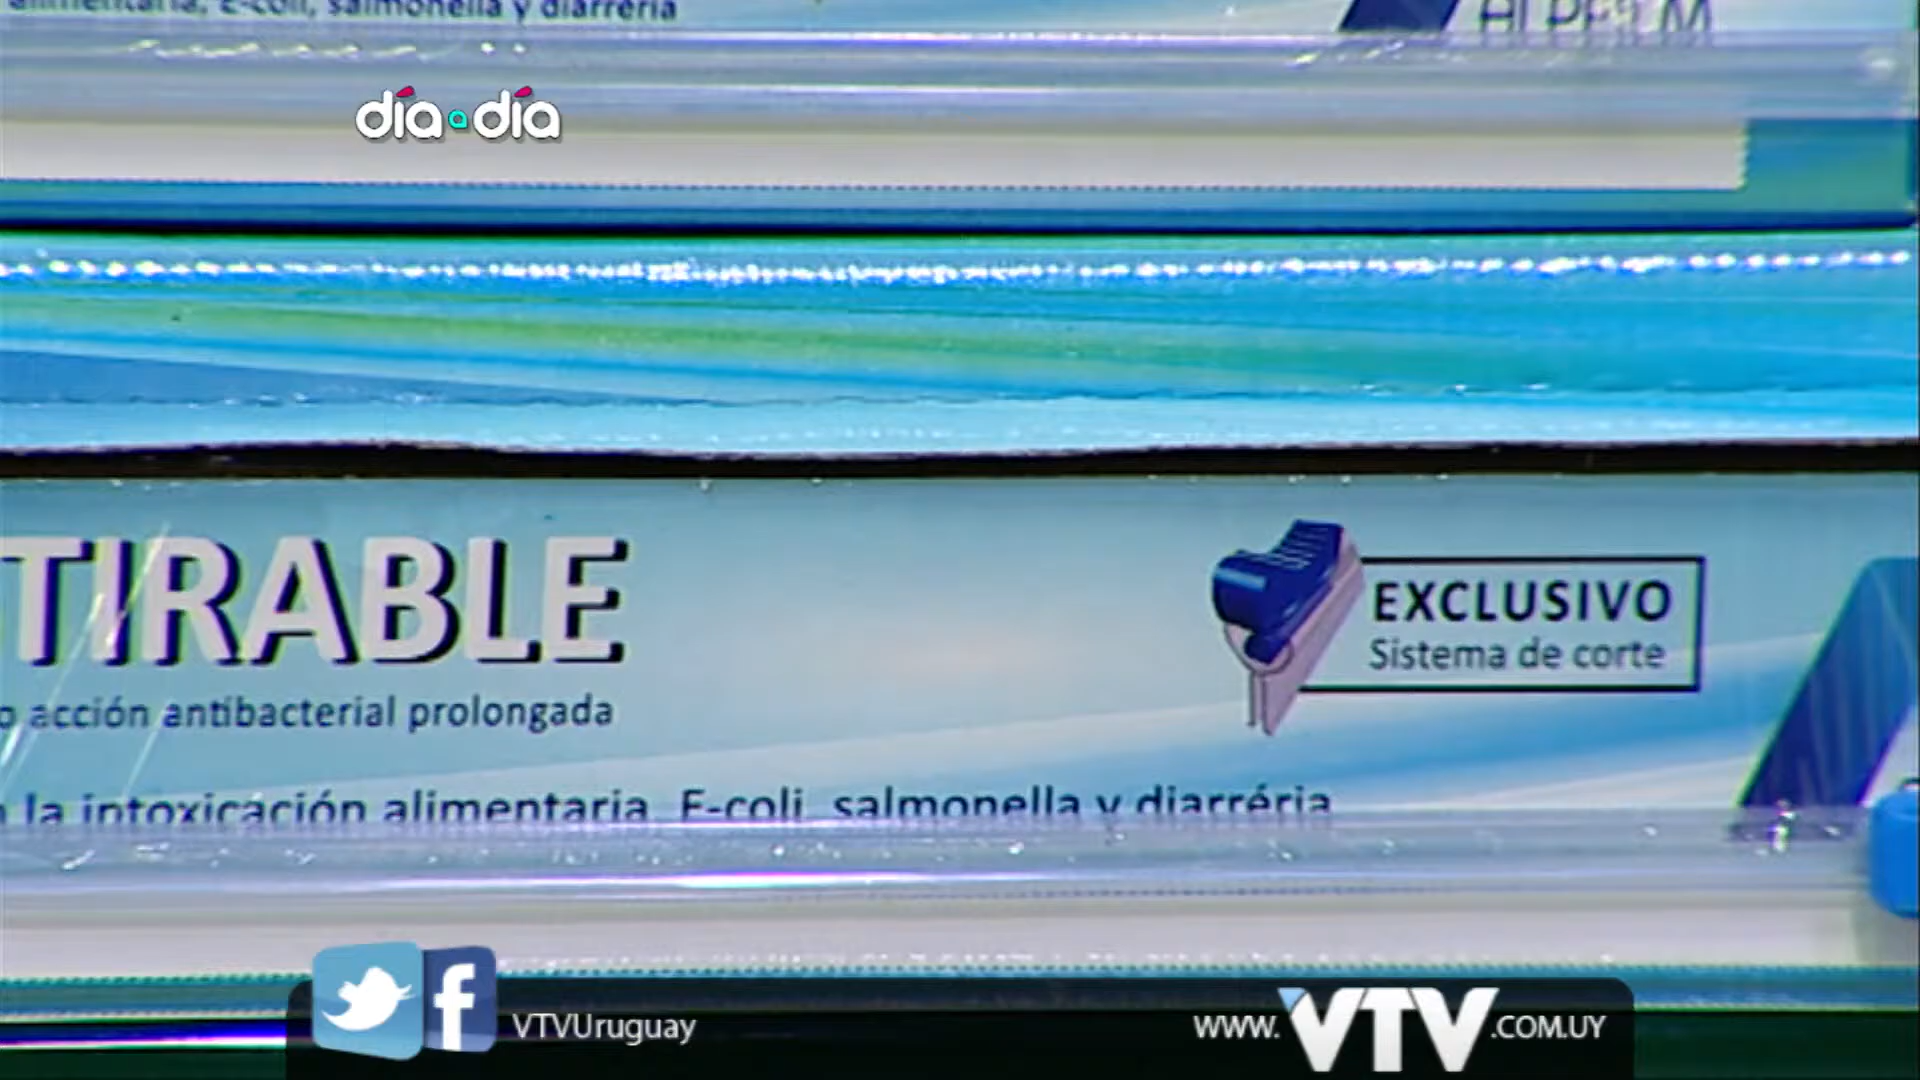 alimentaria, E-coli, salmonella y diarréria
día a día
TIRABLE
EXCLUSIVO
Sistema de corte
acción antibacterial prolongada
la intoxicación alimentaria, E-coli, salmonella y diarréria
VTVUruguay
WWW.VTV.COM.UY